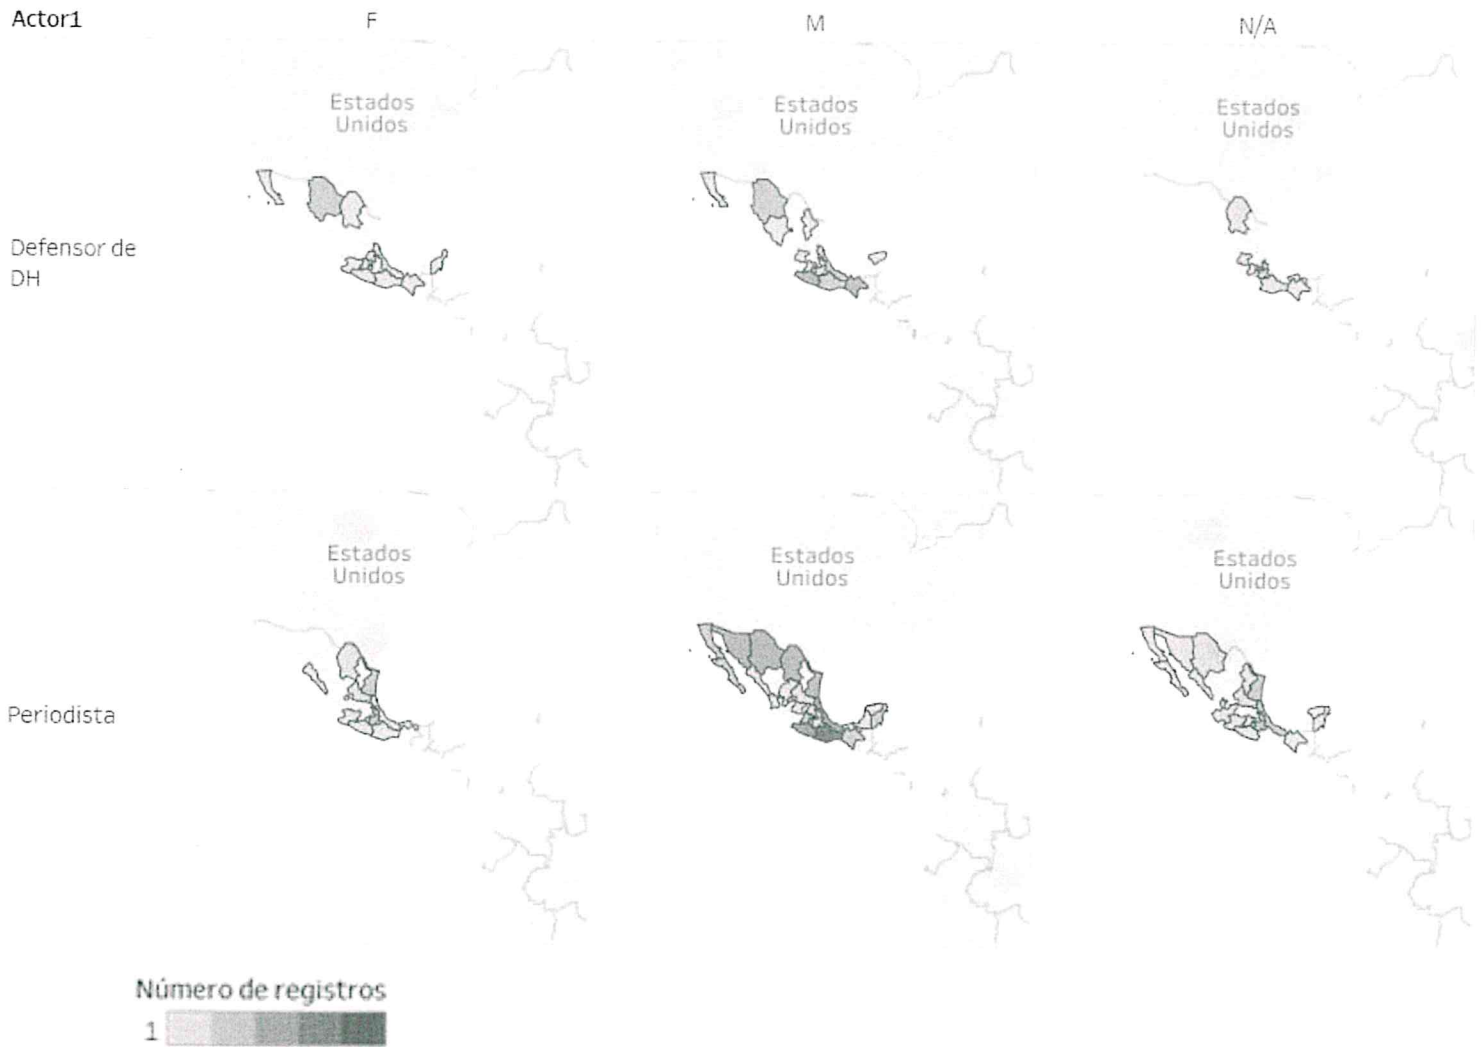 Actor1
F
M
N/A
Estados
Unidos
Estados
Unidos
Estados
Unidos
Defensor de
DH
Estados
Unidos
Estados
Unidos
Estados
Unidos
Periodista
Número de registros
1